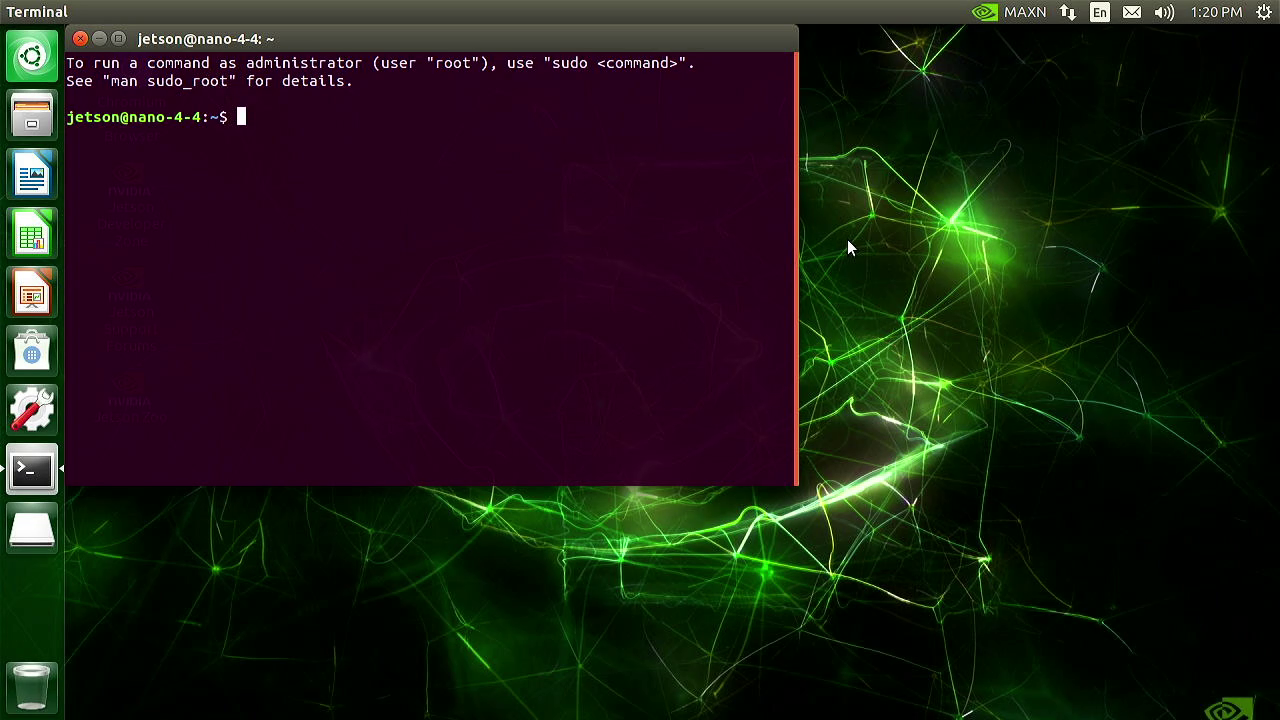 Terminal
MAXN
En
1:20 PM
jetson@nano-4-4: ~
To run a command as administrator (user "root"), use "sudo <command>".
See "man sudo_root" for details.
jetson@nano-4-4:~$
>_